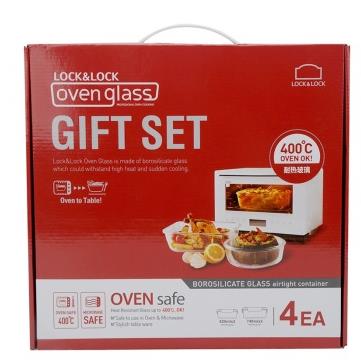 LOCK&LOCK
oven glass
PROFESSIONAL OVEN COOKING
GIFT SET
Lock&Lock Oven Glass is made of borosilicate glass
which could withstand high heat and sudden cooling.
Oven to Table!
LOCK&LOCK
400℃
OVEN OK!
耐热玻璃
BOROSILICATE GLASS airtight container
OVEN SAFE
400℃
MICROWAVE
SAFE
OVEN safe
Heat Resistant Glass up to 400℃, OK!
Safe to use in Oven & Microwave
Stylish table ware
4EA